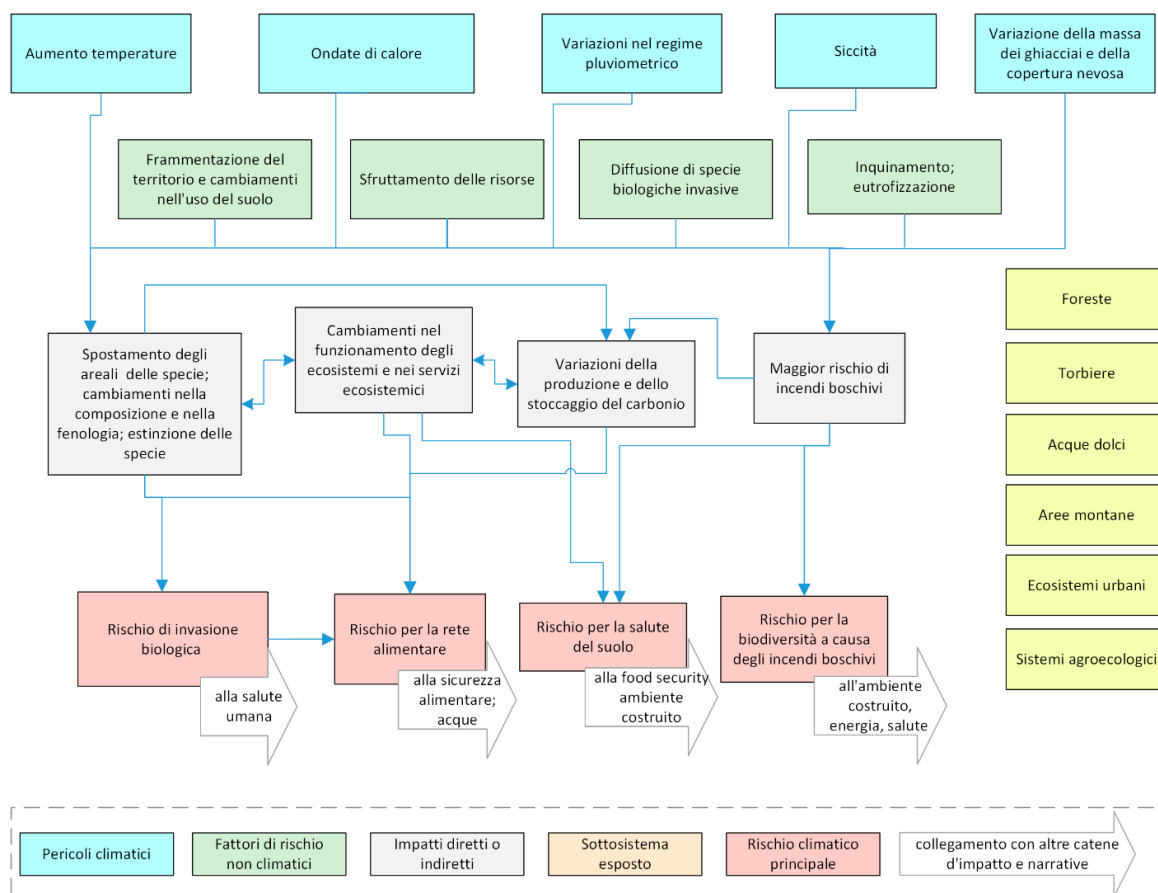 Aumento temperature
Ondate di calore
Variazioni nel regime
pluviometrico
Siccità
Variazione della massa
dei ghiacciai e della
copertura nevosa
Frammentazione del
territorio e cambiamenti
nell'uso del suolo
Sfruttamento delle risorse
Diffusione di specie
biologiche invasive
Inquinamento;
eutrofizzazione
Spostamento degli
areali delle specie;
cambiamenti nella
composizione e nella
fenologia; estinzione delle
specie
Cambiamenti nel
funzionamento degli
ecosistemi e nei servizi
ecosistemici
Variazioni della
produzione e dello
stoccaggio del carbonio
Maggior rischio di
incendi boschivi
Foreste
Torbiere
Acque dolci
Aree montane
Ecosistemi urbani
Sistemi agroecologici
Rischio di invasione
biologica
alla salute
umana
Rischio per la rete
alimentare
alla sicurezza
alimentare;
acque
Rischio per la salute
del suolo
alla food security
ambiente
costruito
Rischio per la
biodiversità a causa
degli incendi boschivi
all'ambiente
costruito,
energia, salute
Pericoli climatici
Fattori di rischio
non climatici
Impatti diretti o
indiretti
Sottosistema
esposto
Rischio climatico
principale
collegamento con altre catene
d'impatto e narrative